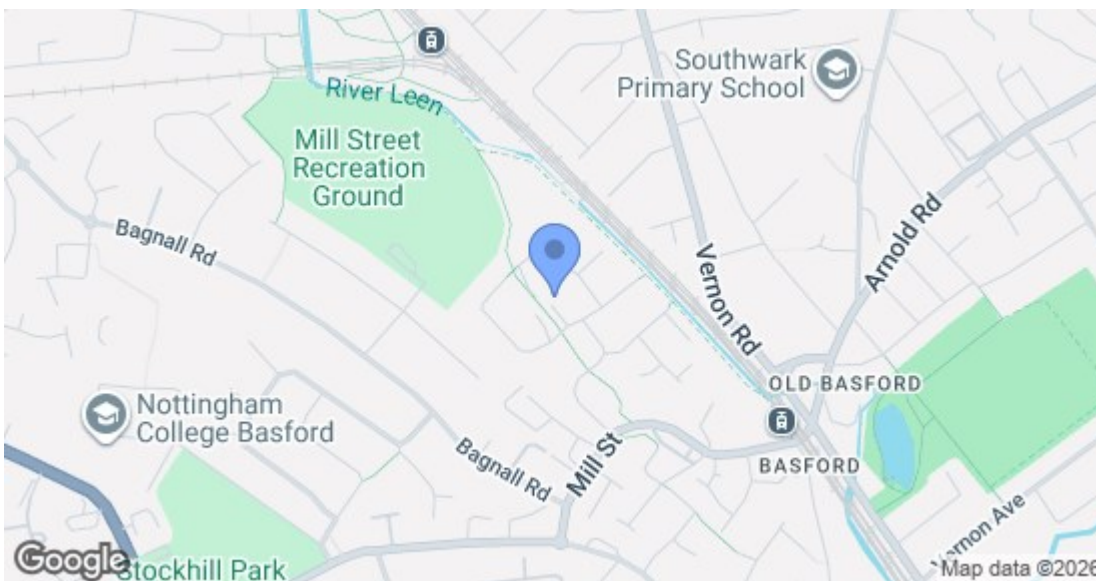 River Leen
Southwark
Primary School
Mill Street
Recreation
Ground
Bagnall Rd
Arnold Rd
Vernon Rd
OLD BASFORD
Nottingham
College Basford
Mill St
Bagnall Rd
BASFORD
Vernon Ave
Google
Stockhill Park
Map data ©2026